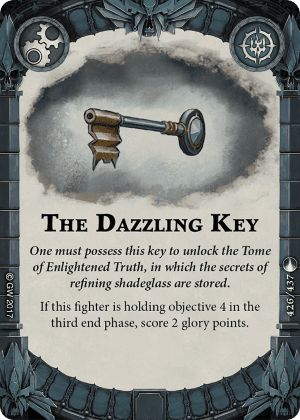 The Dazzling Key
One must possess this key to unlock the Tome
of Enlightened Truth, in which the secrets of
refining shadeglass are stored.
If this fighter is holding objective 4 in the
third end phase, score 2 glory points.
© GW 2017
426/437